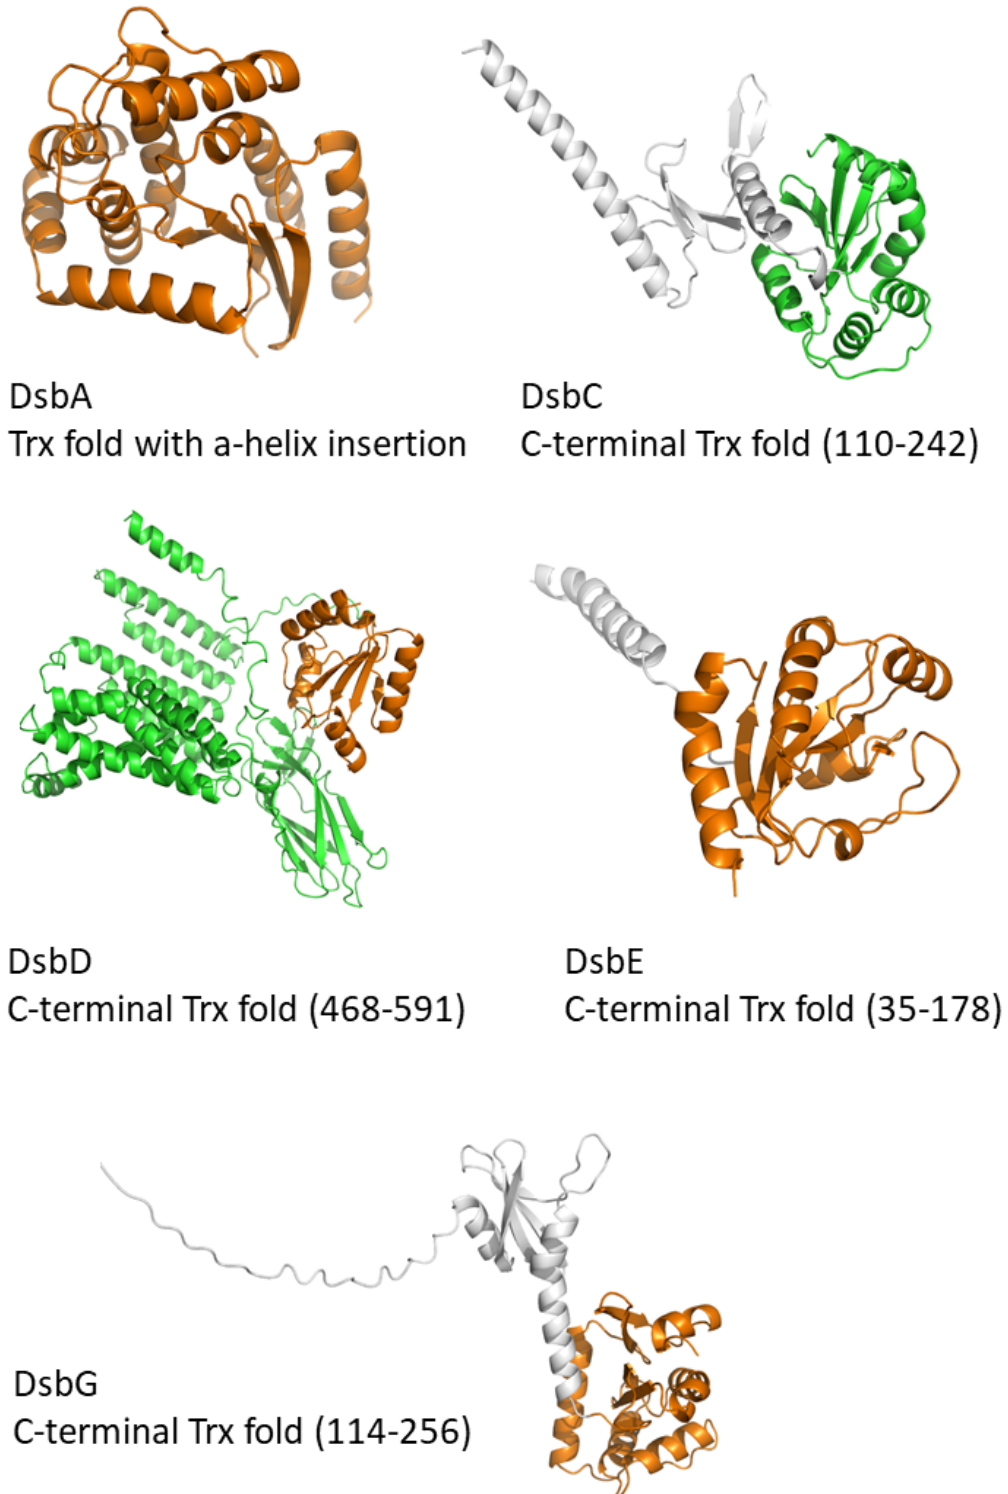 DsbA
Trx fold with a-helix insertion
DsbC
C-terminal Trx fold (110-242)
DsbD
C-terminal Trx fold (468-591)
DsbE
C-terminal Trx fold (35-178)
DsbG
C-terminal Trx fold (114-256)